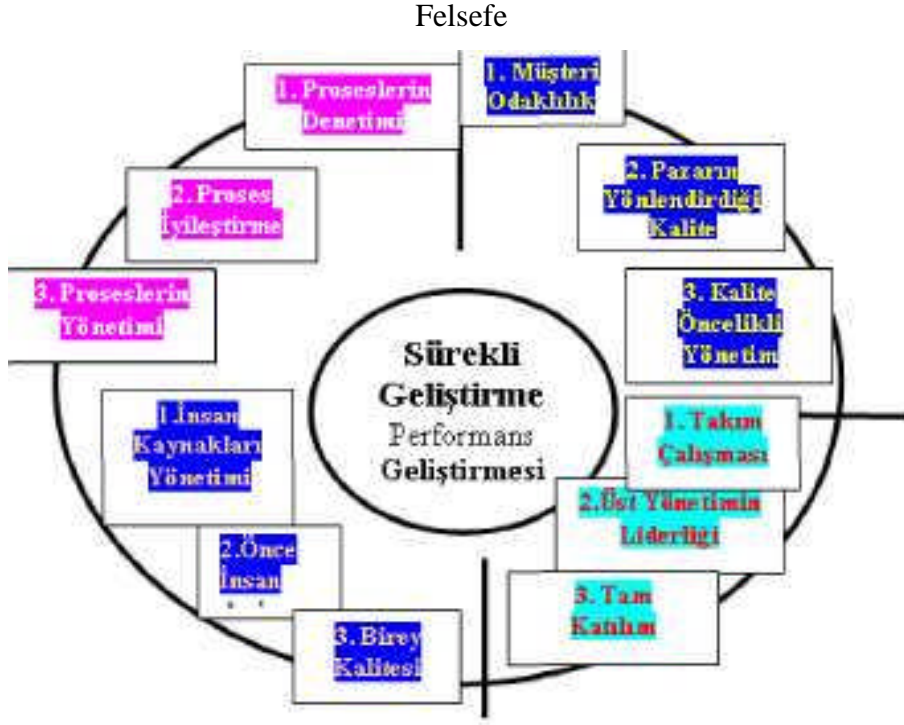 Felsefe
1. Proseslerin
Denetimi
1. Müşteri
Odaklılık
2. Proses
İyileştirme
2. Pazarın
Yönlendirdiği
Kalite
3. Proseslerin
Yönetimi
3. Kalite
Öncelikli
Yönetim
Sürekli
Geliştirme
Performans
Geliştirmesi
1.İnsan
Kaynakları
Yönetimi
1. Takım
Çalışması
2.Önce
İnsan
2.Üst Yönetimin
Liderliği
3. Birey
Kalitesi
3. Tam
Katılım